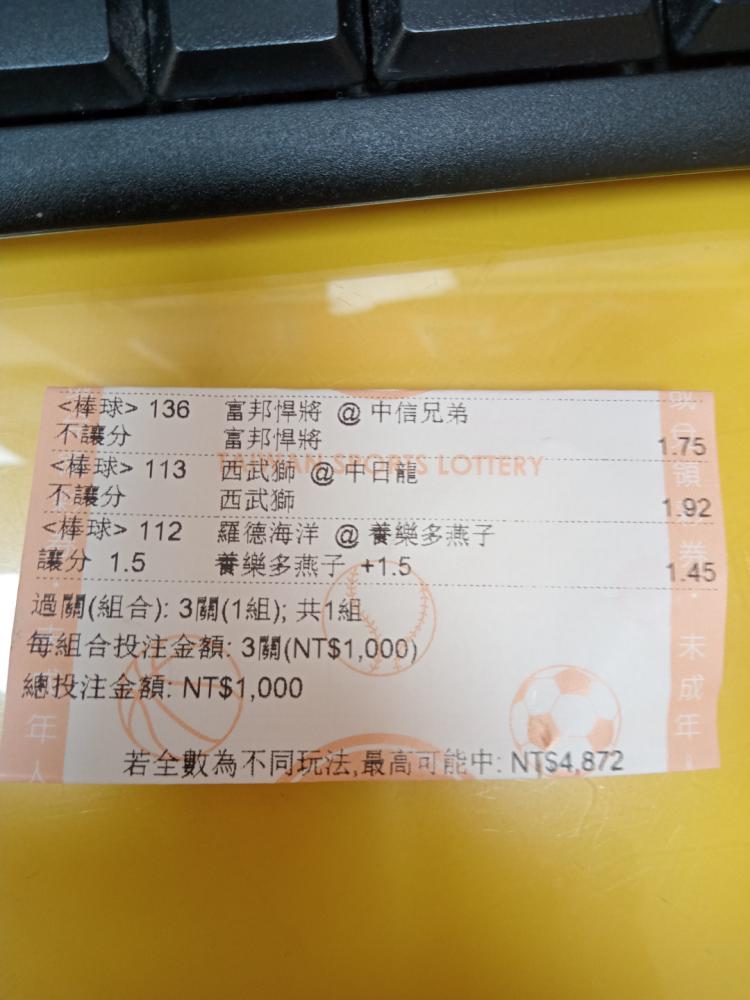 <棒球> 136 富邦悍將 @ 中信兄弟
不讓分 富邦悍將 1.75
TAIWAN SPORTS LOTTERY
<棒球> 113 西武獅 @ 中日龍
不讓分 西武獅 1.92
<棒球> 112 羅德海洋 @ 養樂多燕子
讓分 1.5 養樂多燕子 +1.5 1.45
過關(組合): 3關(1組); 共1組
每組合投注金額: 3關(NT$1,000)
總投注金額: NT$1,000
若全數為不同玩法,最高可能中: NT$4,872
領
券
未成年人
年人